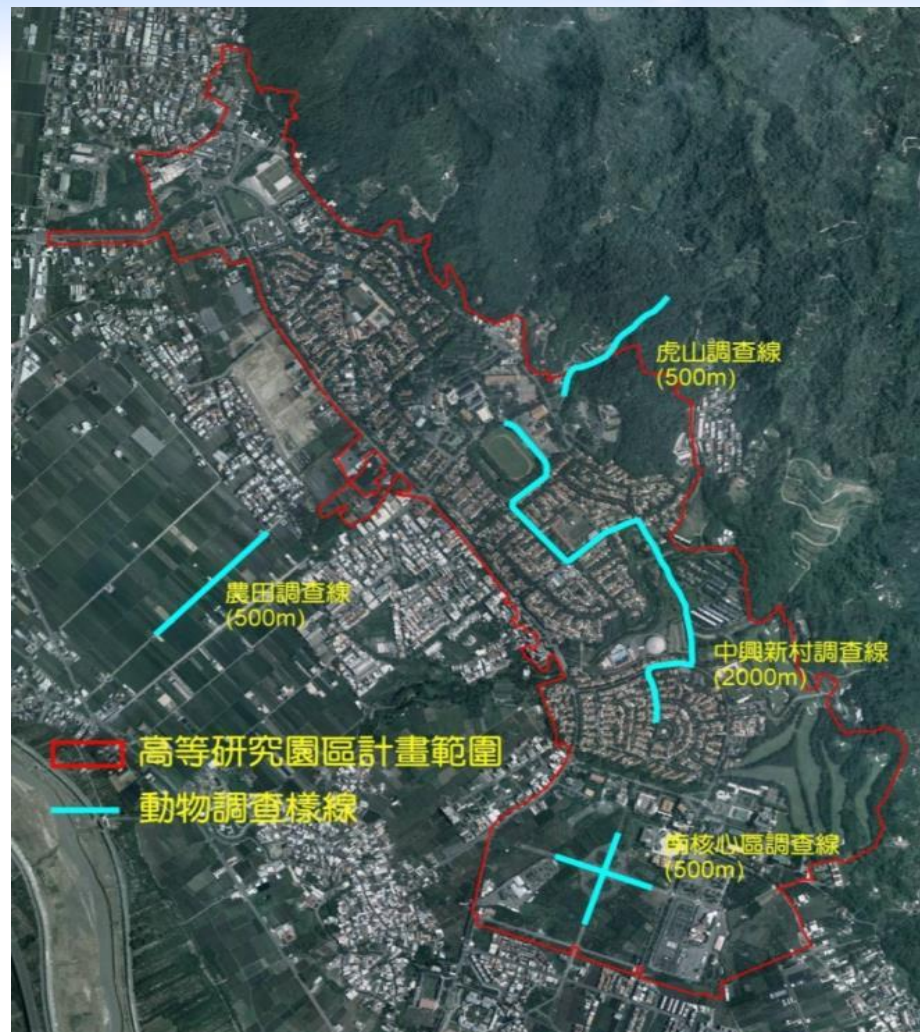 虎山調查線
(500m)
農田調查線
(500m)
中興新村調查線
(2000m)
高等研究園區計畫範圍
動物調查樣線
南核心區調查線
(500m)